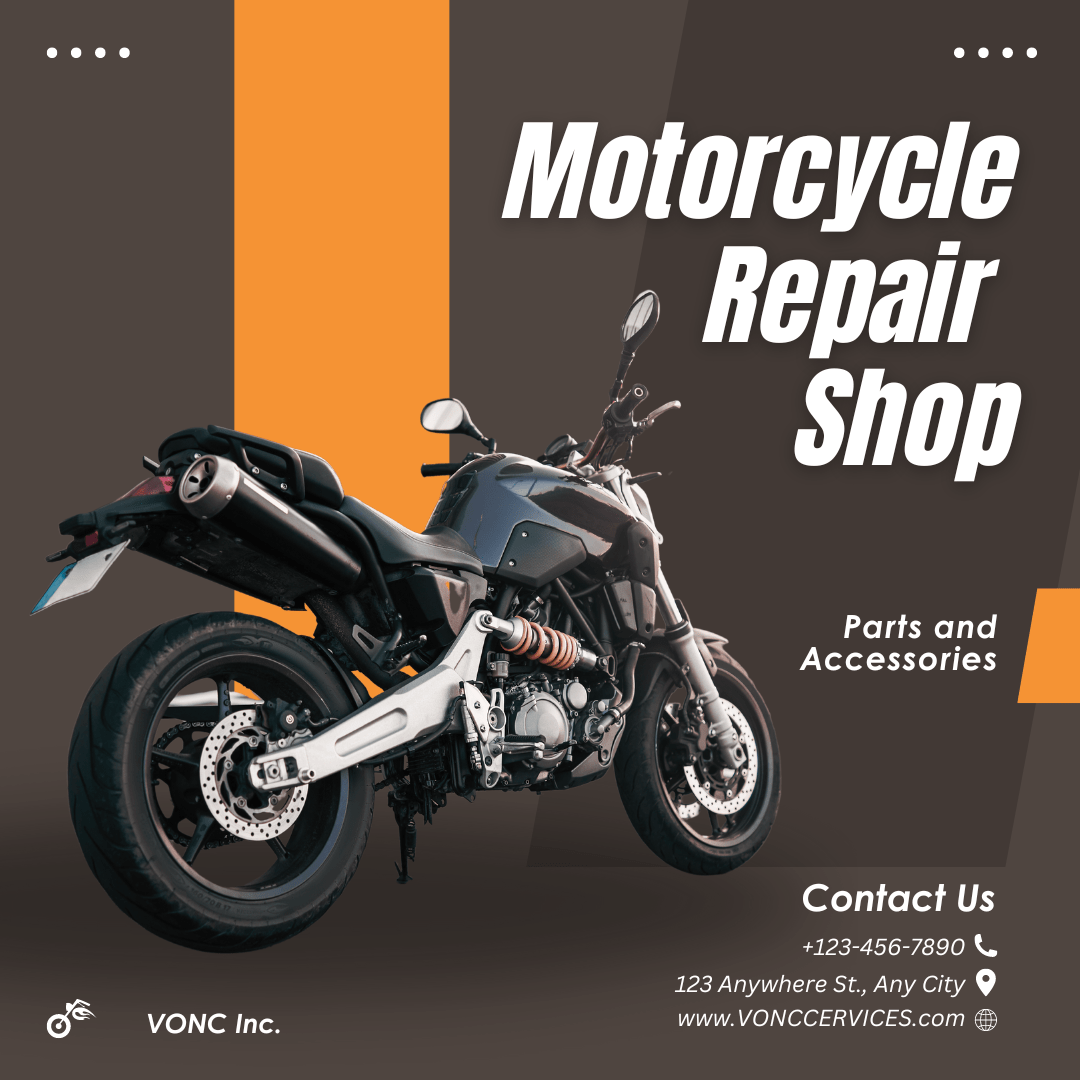 Motorcycle
Repair
Shop
Parts and
Accessories
Contact Us
+123-456-7890
123 Anywhere St., Any City
www.VONCCERVICES.com
VONC Inc.